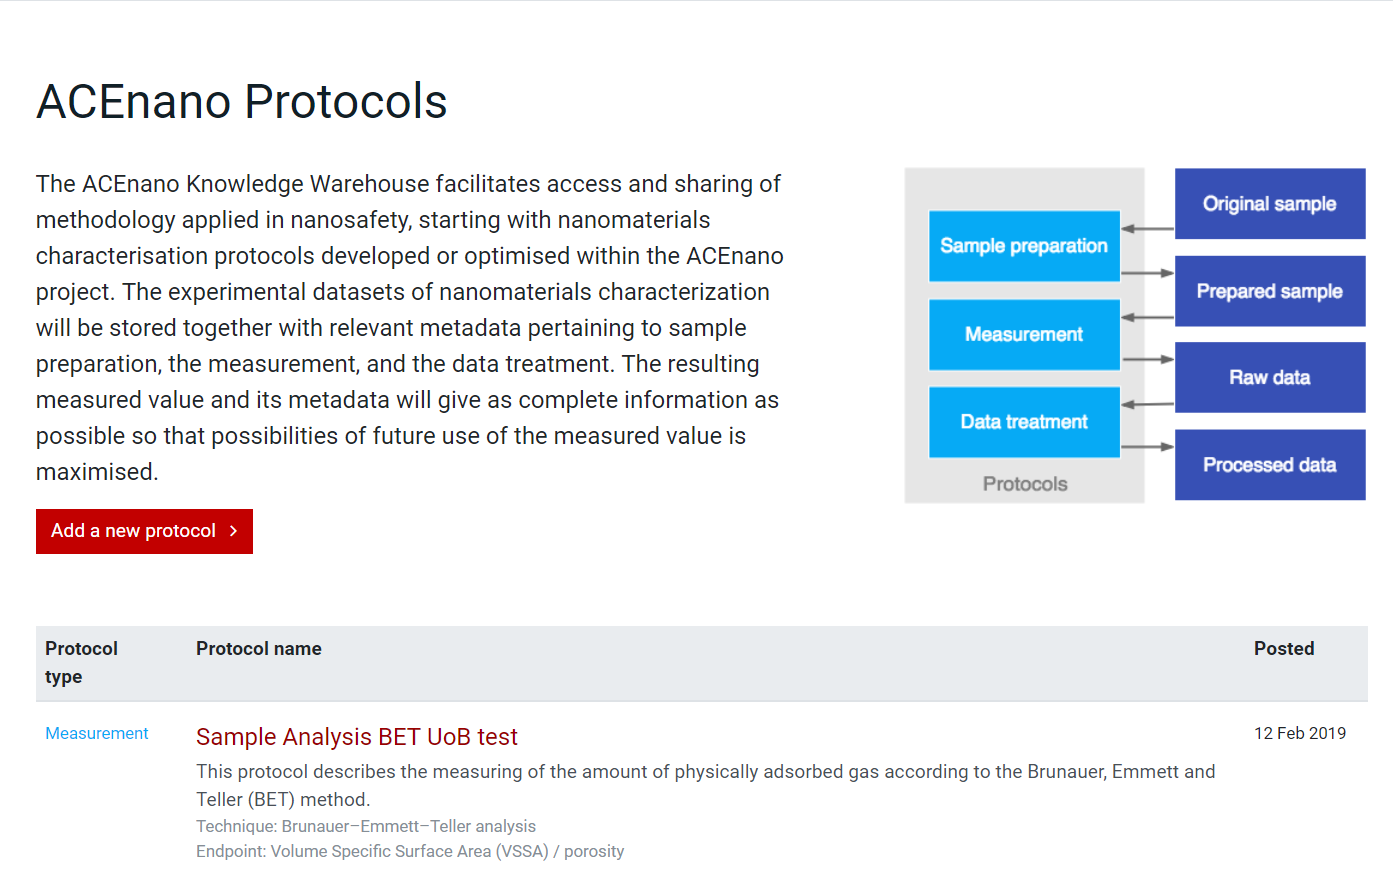 ACEnano Protocols
The ACEnano Knowledge Warehouse facilitates access and sharing of
methodology applied in nanosafety, starting with nanomaterials
characterisation protocols developed or optimised within the ACEnano
project. The experimental datasets of nanomaterials characterization
will be stored together with relevant metadata pertaining to sample
preparation, the measurement, and the data treatment. The resulting
measured value and its metadata will give as complete information as
possible so that possibilities of future use of the measured value is
maximised.
Add a new protocol
Original sample
Sample preparation
Prepared sample
Measurement
Raw data
Data treatment
Processed data
Protocols
Protocol
type
Protocol name
Posted
Measurement
Sample Analysis BET UoB test
12 Feb 2019
This protocol describes the measuring of the amount of physically adsorbed gas according to the Brunauer, Emmett and
Teller (BET) method.
Technique: Brunauer–Emmett–Teller analysis
Endpoint: Volume Specific Surface Area (VSSA) / porosity